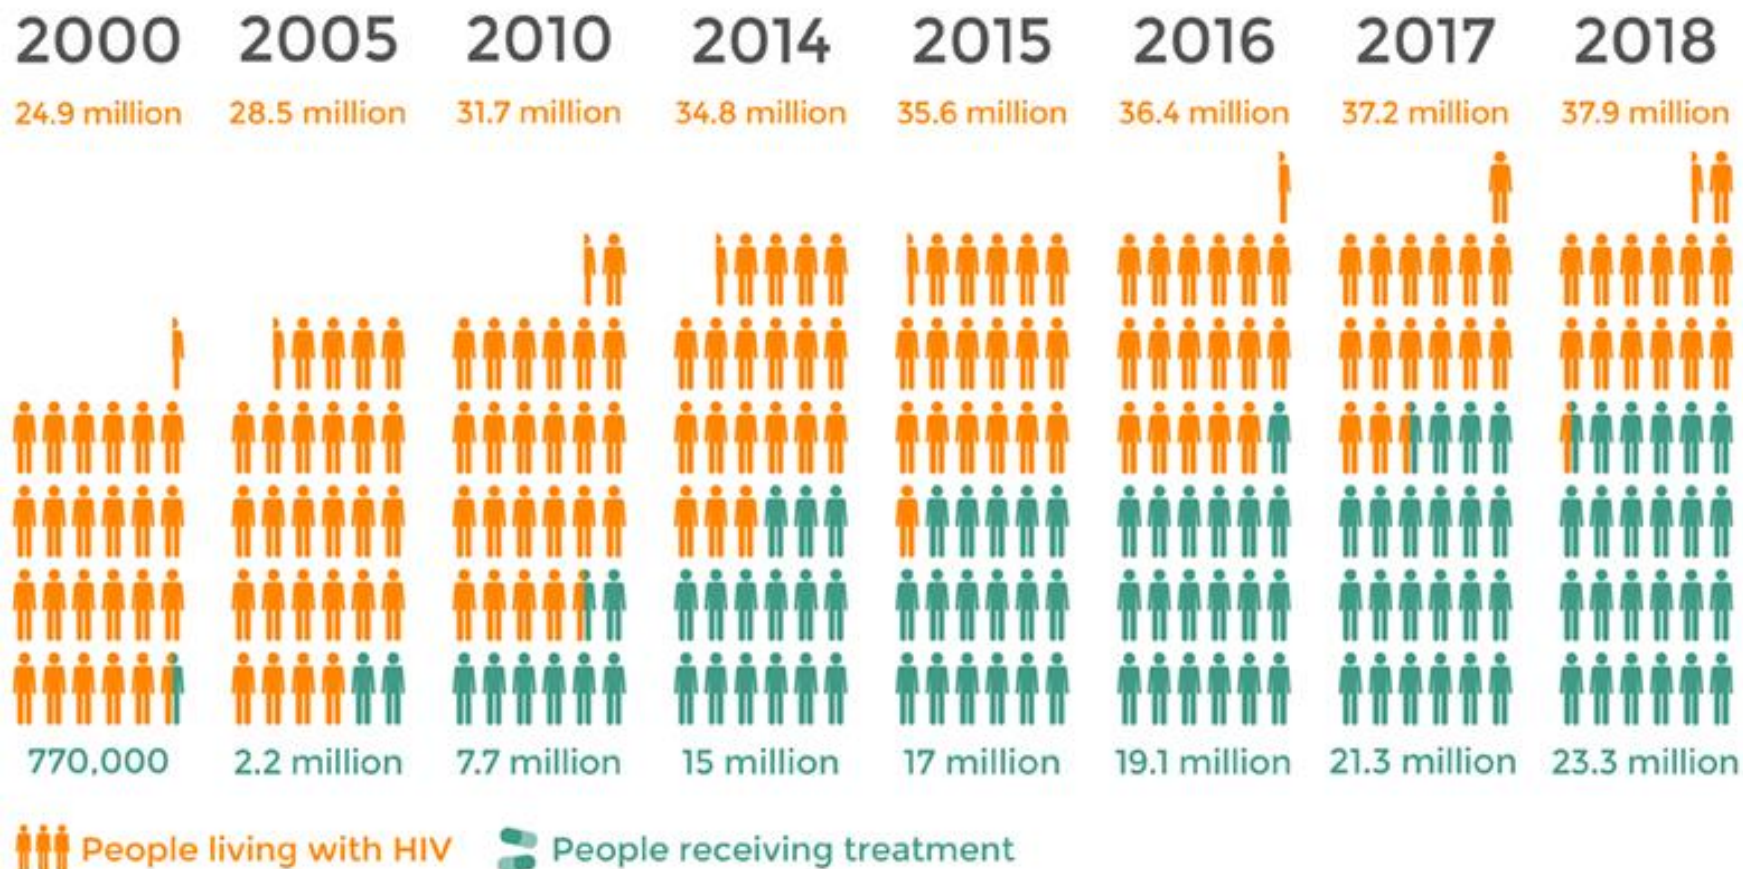 2000 2005 2010 2014 2015 2016 2017 2018
24.9 million 28.5 million 31.7 million 34.8 million 35.6 million 36.4 million 37.2 million 37.9 million
770,000 2.2 million 7.7 million 15 million 17 million 19.1 million 21.3 million 23.3 million
People living with HIV People receiving treatment